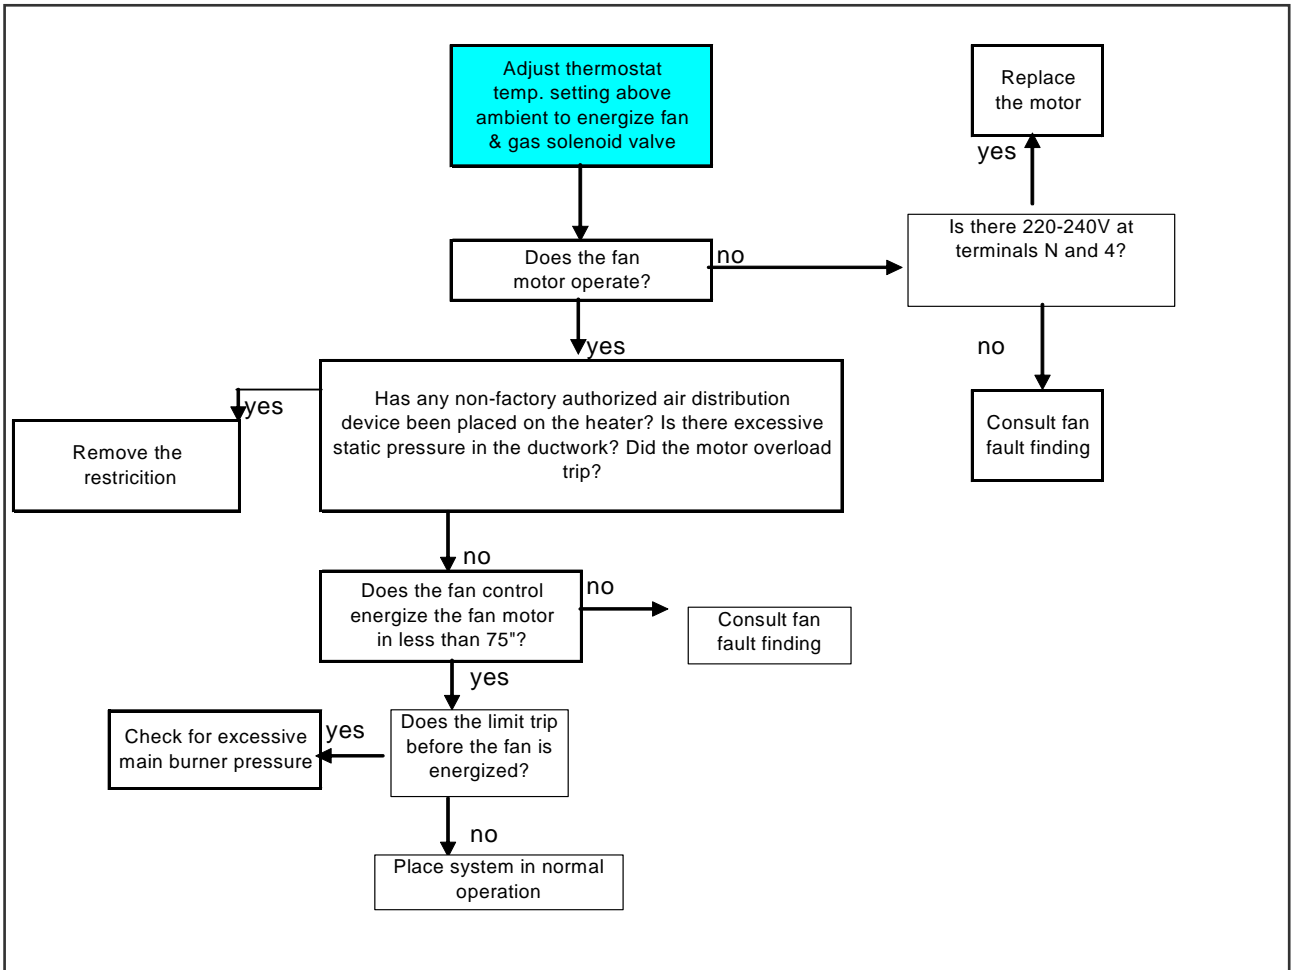 Adjust thermostat
temp. setting above
ambient to energize fan
& gas solenoid valve
Replace
the motor
yes
Is there 220-240V at
terminals N and 4?
Does the fan
motor operate?
no
no
yes
Consult fan
fault finding
Has any non-factory authorized air distribution
device been placed on the heater? Is there excessive
static pressure in the ductwork? Did the motor overload
trip?
yes
Remove the
restricition
no
Does the fan control
energize the fan motor
in less than 75"?
no
Consult fan
fault finding
yes
Does the limit trip
before the fan is
energized?
yes
Check for excessive
main burner pressure
no
Place system in normal
operation